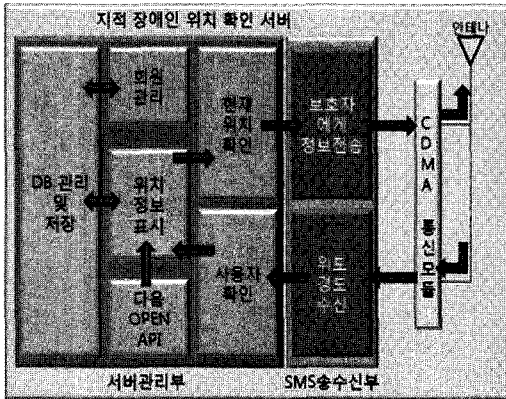 지적 장애인 위치 확인 서버
안테나
회원
관리
현재
위치
확인
보호자
에게
정보전송
DB 관리
및
저장
위치
정보
표시
사용자
확인
위도
경도
수신
다음
OPEN
API
CDMA 통신모듈
서버관리부
SMS송수신부